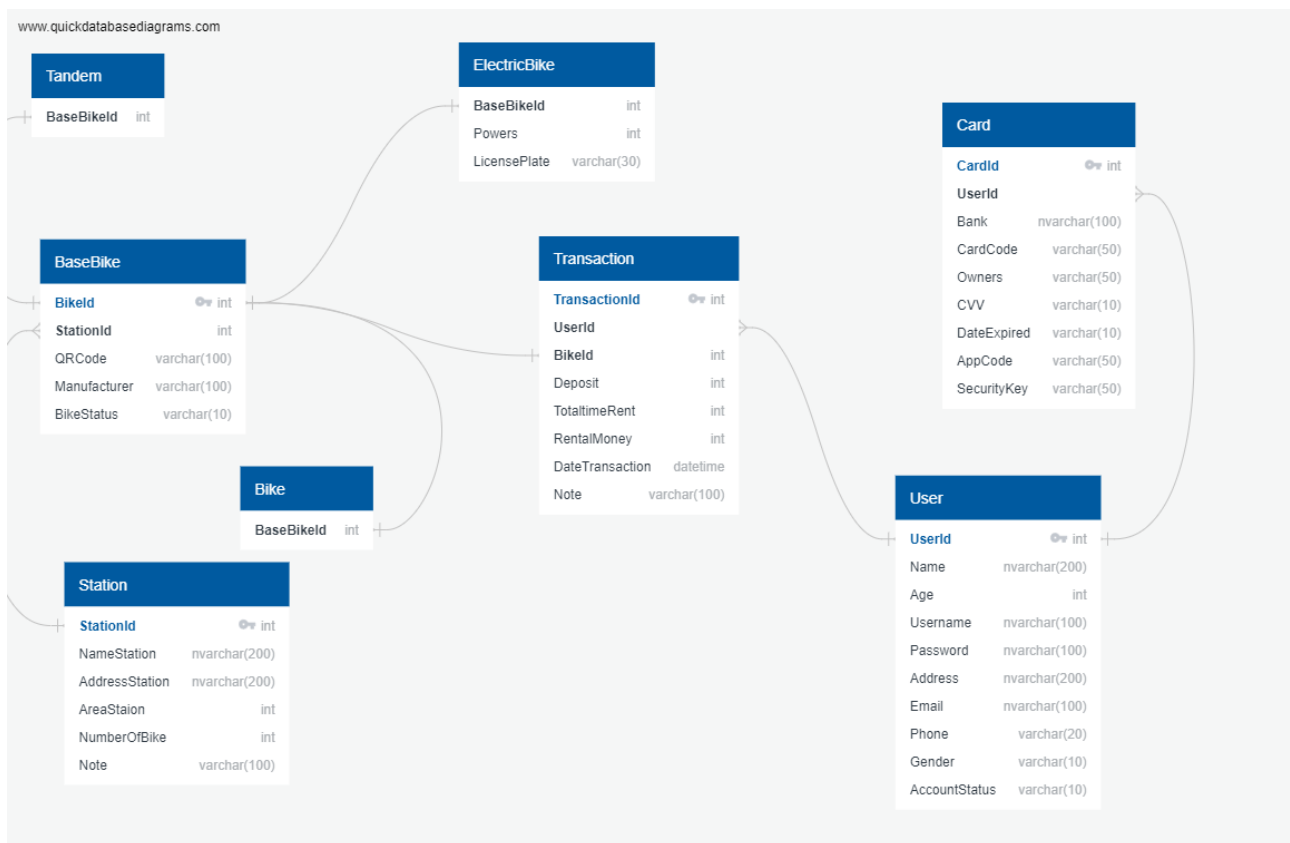 www.quickdatabasediagrams.com
Tandem
BaseBikeId int
ElectricBike
BaseBikeId int
Powers int
LicensePlate varchar(30)
Card
CardId int
UserId
Bank nvarchar(100)
CardCode varchar(50)
Owners varchar(50)
CVV varchar(10)
DateExpired varchar(10)
AppCode varchar(50)
SecurityKey varchar(50)
BaseBike
BikeId int
StationId int
QRCode varchar(100)
Manufacturer varchar(100)
BikeStatus varchar(10)
Transaction
TransactionId int
UserId
BikeId int
Deposit int
TotaltimeRent int
RentalMoney int
DateTransaction datetime
Note varchar(100)
Bike
BaseBikeId int
User
UserId int
Name nvarchar(200)
Age int
Username nvarchar(100)
Password nvarchar(100)
Address nvarchar(200)
Email nvarchar(100)
Phone varchar(20)
Gender varchar(10)
AccountStatus varchar(10)
Station
StationId int
NameStation nvarchar(200)
AddressStation nvarchar(200)
AreaStaion int
NumberOfBike int
Note varchar(100)